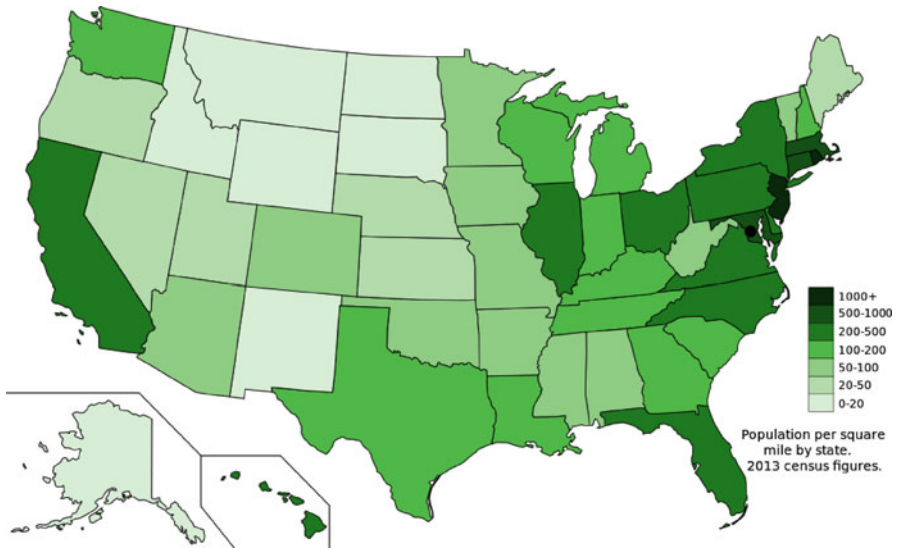 1000+
500-1000
200-500
100-200
50-100
20-50
0-20
Population per square
mile by state.
2013 census figures.